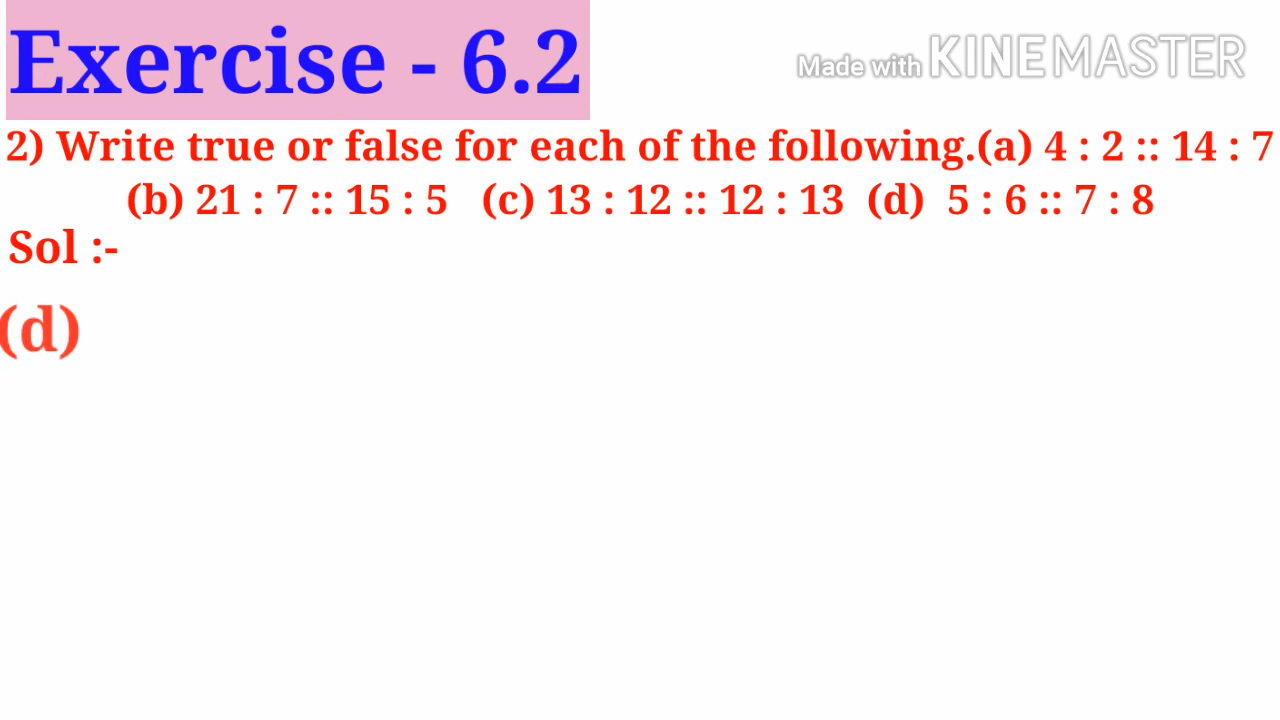 Exercise - 6.2
Made with KINEMASTER
2) Write true or false for each of the following.(a) 4 : 2 :: 14 : 7
(b) 21 : 7 :: 15 : 5 (c) 13 : 12 :: 12 : 13 (d) 5 : 6 :: 7 : 8
Sol :-
(d)